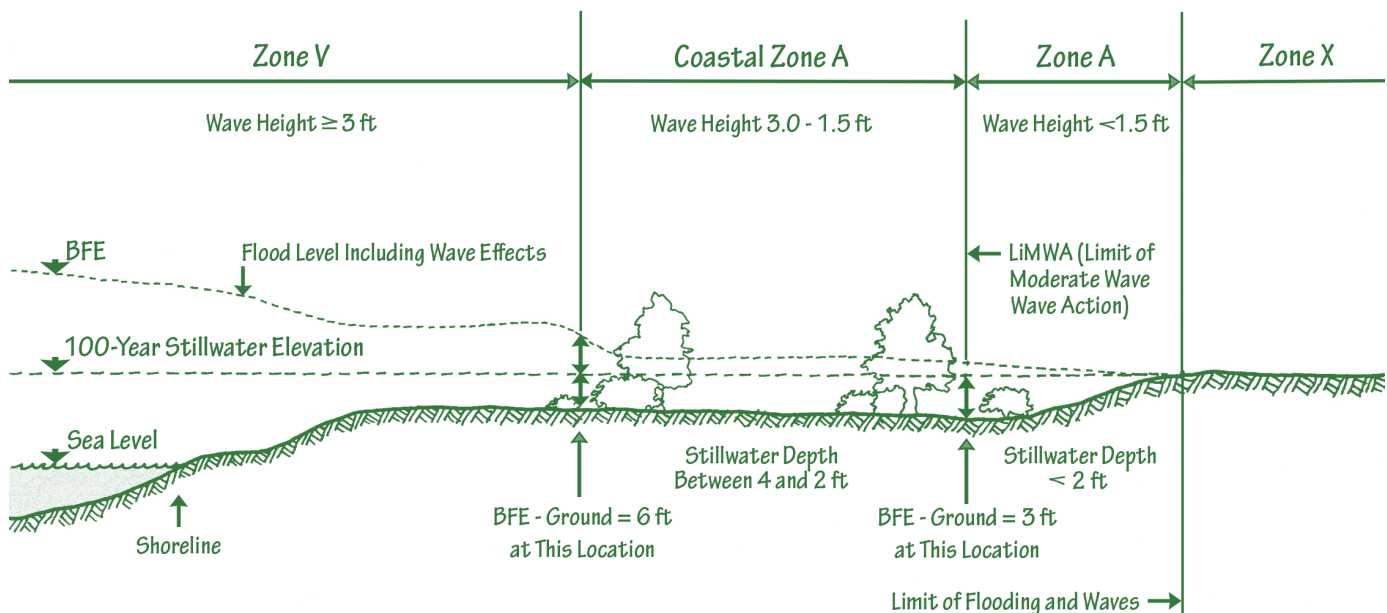 Zone V
Coastal Zone A
Zone A
Zone X
Wave Height ≥ 3 ft
Wave Height 3.0 - 1.5 ft
Wave Height <1.5 ft
BFE
Flood Level Including Wave Effects
LiMWA (Limit of
Moderate Wave
Wave Action)
100-Year Stillwater Elevation
Sea Level
Stillwater Depth
Between 4 and 2 ft
Stillwater Depth
< 2 ft
Shoreline
BFE - Ground = 6 ft
at This Location
BFE - Ground = 3 ft
at This Location
Limit of Flooding and Waves